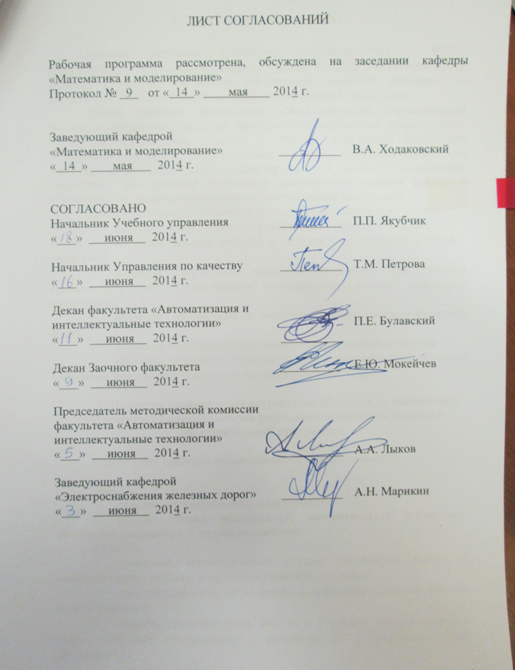 ЛИСТ СОГЛАСОВАНИЙ
Рабочая программа рассмотрена, обсуждена на заседании кафедры
«Математика и моделирование»
Протокол № 9 от «14» мая 2014 г.
Заведующий кафедрой
«Математика и моделирование» В.А. Ходаковский
«14» мая 2014 г.
СОГЛАСОВАНО
Начальник Учебного управления П.П. Якубчик
«18» июня 2014 г.
Начальник Управления по качеству Т.М. Петрова
«16» июня 2014 г.
Декан факультета «Автоматизация и
интеллектуальные технологии» П.Е. Булавский
«11» июня 2014 г.
Декан Заочного факультета Е.Ю. Мокейчев
«9» июня 2014 г.
Председатель методической комиссии
факультета «Автоматизация и
интеллектуальные технологии» А.А. Лыков
«5» июня 2014 г.
Заведующий кафедрой
«Электроснабжения железных дорог» А.Н. Марикин
«3» июня 2014 г.